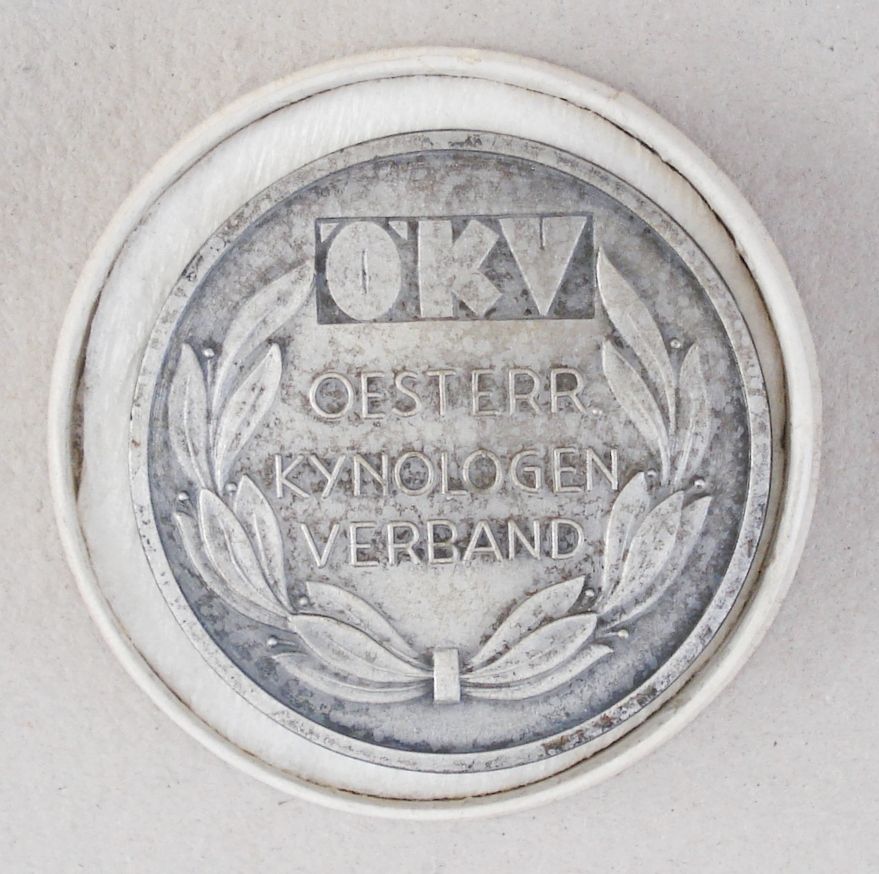 ÖKV
OESTERR.
KYNOLOGEN
VERBAND